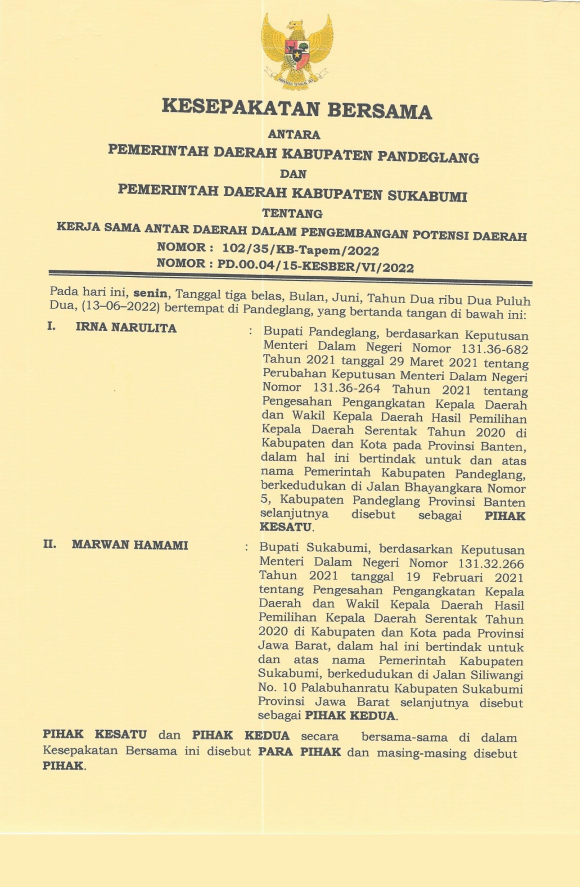 KESEPAKATAN BERSAMA
ANTARA
PEMERINTAH DAERAH KABUPATEN PANDEGLANG
DAN
PEMERINTAH DAERAH KABUPATEN SUKABUMI
TENTANG
KERJA SAMA ANTAR DAERAH DALAM PENGEMBANGAN POTENSI DAERAH
NOMOR : 102/35/KB-Tapem/2022
NOMOR : PD.00.04/15-KESBER/VI/2022
Pada hari ini, senin, Tanggal tiga belas, Bulan, Juni, Tahun Dua ribu Dua Puluh
Dua, (13-06-2022) bertempat di Pandeglang, yang bertanda tangan di bawah ini:
I. IRNA NARULITA : Bupati Pandeglang, berdasarkan Keputusan
Menteri Dalam Negeri Nomor 131.36-682
Tahun 2021 tanggal 29 Maret 2021 tentang
Perubahan Keputusan Menteri Dalam Negeri
Nomor 131.36-264 Tahun 2021 tentang
Pengesahan Pengangkatan Kepala Daerah
dan Wakil Kepala Daerah Hasil Pemilihan
Kepala Daerah Serentak Tahun 2020 di
Kabupaten dan Kota pada Provinsi Banten,
dalam hal ini bertindak untuk dan atas
nama Pemerintah Kabupaten Pandeglang,
berkedudukan di Jalan Bhayangkara Nomor
5, Kabupaten Pandeglang Provinsi Banten
selanjutnya disebut sebagai PIHAK
KESATU.
II. MARWAN HAMAMI : Bupati Sukabumi, berdasarkan Keputusan
Menteri Dalam Negeri Nomor 131.32.266
Tahun 2021 tanggal 19 Februari 2021
tentang Pengesahan Pengangkatan Kepala
Daerah dan Wakil Kepala Daerah Hasil
Pemilihan Kepala Daerah Serentak Tahun
2020 di Kabupaten dan Kota pada Provinsi
Jawa Barat, dalam hal ini bertindak untuk
dan atas nama Pemerintah Kabupaten
Sukabumi, berkedudukan di Jalan Siliwangi
No. 10 Palabuhanratu Kabupaten Sukabumi
Provinsi Jawa Barat selanjutnya disebut
sebagai PIHAK KEDUA.
PIHAK KESATU dan PIHAK KEDUA secara bersama-sama di dalam
Kesepakatan Bersama ini disebut PARA PIHAK dan masing-masing disebut
PIHAK.